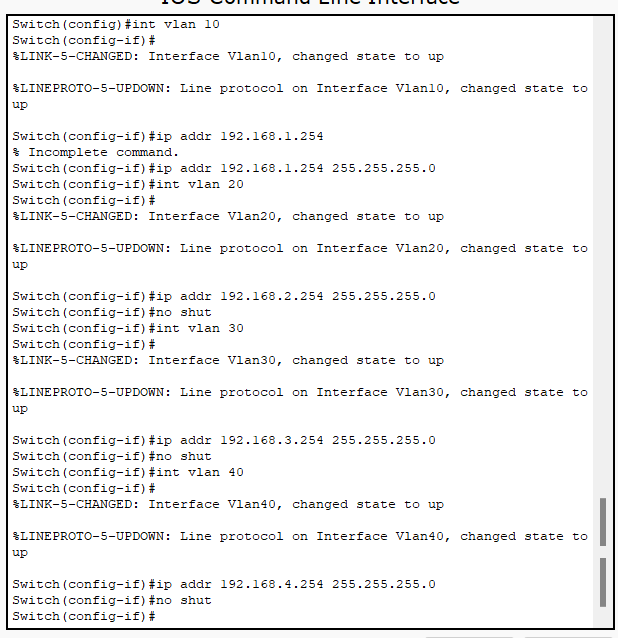 IOS Command Line Interface
Switch(config)#int vlan 10
Switch(config-if)#
%LINK-5-CHANGED: Interface Vlan10, changed state to up
%LINEPROTO-5-UPDOWN: Line protocol on Interface Vlan10, changed state to
up
Switch(config-if)#ip addr 192.168.1.254
% Incomplete command.
Switch(config-if)#ip addr 192.168.1.254 255.255.255.0
Switch(config-if)#int vlan 20
Switch(config-if)#
%LINK-5-CHANGED: Interface Vlan20, changed state to up
%LINEPROTO-5-UPDOWN: Line protocol on Interface Vlan20, changed state to
up
Switch(config-if)#ip addr 192.168.2.254 255.255.255.0
Switch(config-if)#no shut
Switch(config-if)#int vlan 30
Switch(config-if)#
%LINK-5-CHANGED: Interface Vlan30, changed state to up
%LINEPROTO-5-UPDOWN: Line protocol on Interface Vlan30, changed state to
up
Switch(config-if)#ip addr 192.168.3.254 255.255.255.0
Switch(config-if)#no shut
Switch(config-if)#int vlan 40
Switch(config-if)#
%LINK-5-CHANGED: Interface Vlan40, changed state to up
%LINEPROTO-5-UPDOWN: Line protocol on Interface Vlan40, changed state to
up
Switch(config-if)#ip addr 192.168.4.254 255.255.255.0
Switch(config-if)#no shut
Switch(config-if)#